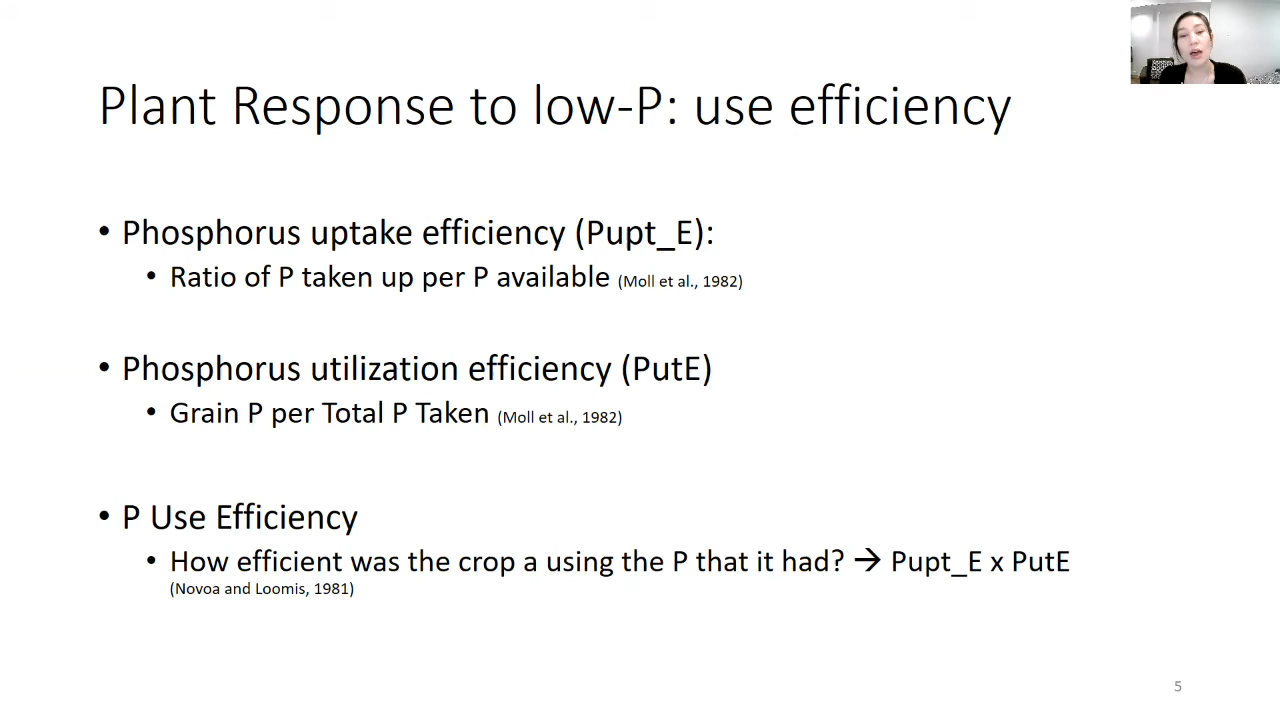 Plant Response to low-P: use efficiency
• Phosphorus uptake efficiency (Pupt_E):
• Ratio of P taken up per P available (Moll et al., 1982)
• Phosphorus utilization efficiency (PutE)
• Grain P per Total P Taken (Moll et al., 1982)
• P Use Efficiency
• How efficient was the crop a using the P that it had? → Pupt_E x PutE
(Novoa and Loomis, 1981)
5